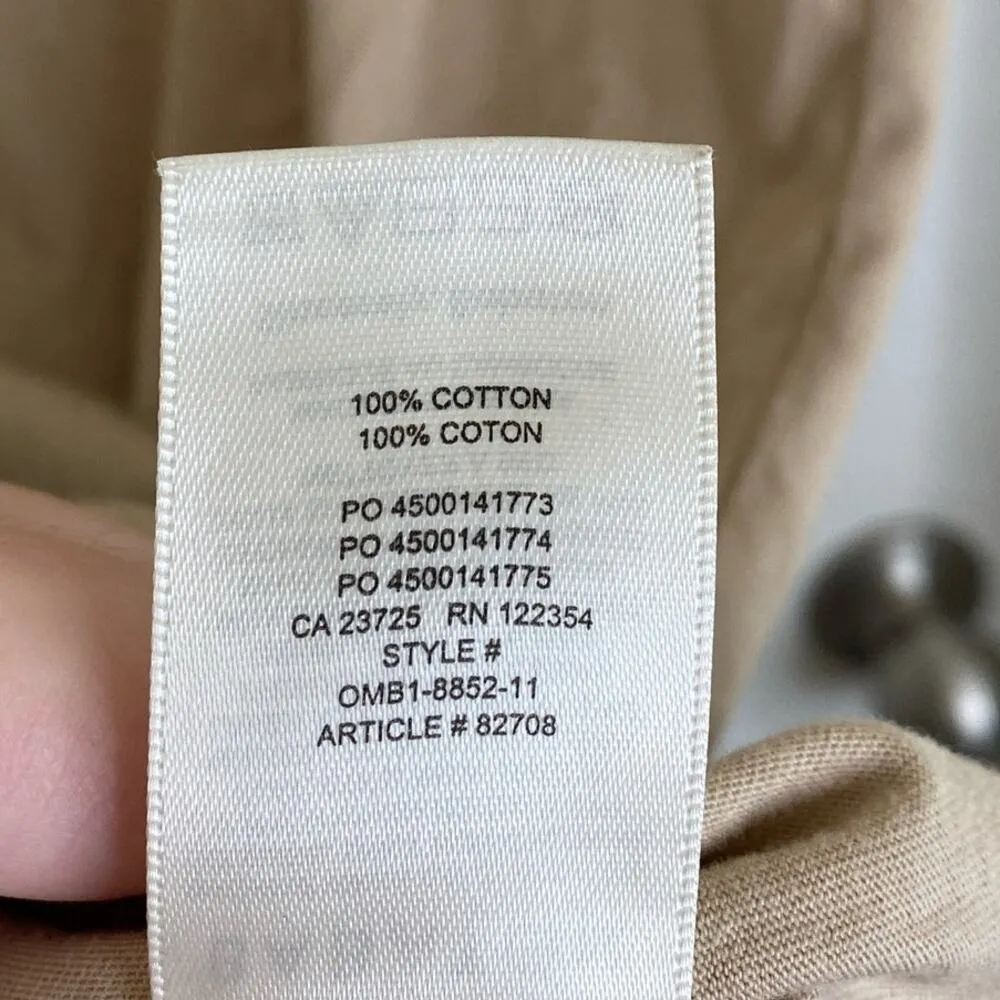 100% COTTON
100% COTON
PO 4500141773
PO 4500141774
PO 4500141775
CA 23725 RN 122354
STYLE #
OMB1-8852-11
ARTICLE # 82708